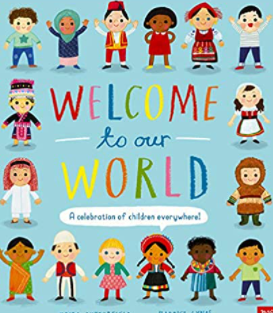 WELCOME
to our
WORLD
A celebration of children everywhere!